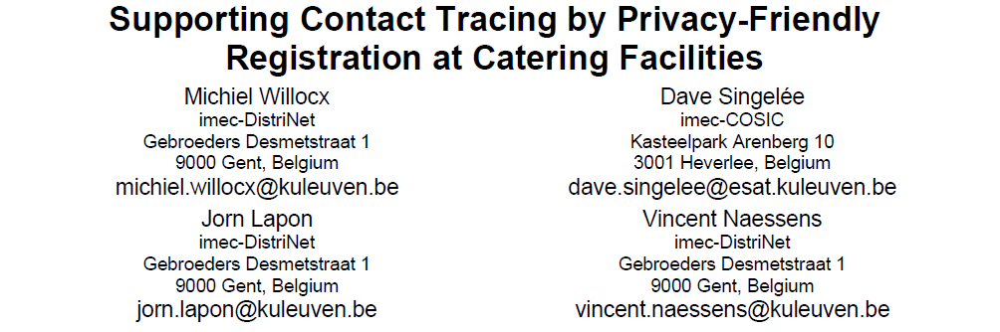 Supporting Contact Tracing by Privacy-Friendly
Registration at Catering Facilities
Michiel Willocx
imec-DistriNet
Gebroeders Desmetstraat 1
9000 Gent, Belgium
michiel.willocx@kuleuven.be
Dave Singelée
imec-COSIC
Kasteelpark Arenberg 10
3001 Heverlee, Belgium
dave.singelee@esat.kuleuven.be
Jorn Lapon
imec-DistriNet
Gebroeders Desmetstraat 1
9000 Gent, Belgium
jorn.lapon@kuleuven.be
Vincent Naessens
imec-DistriNet
Gebroeders Desmetstraat 1
9000 Gent, Belgium
vincent.naessens@kuleuven.be